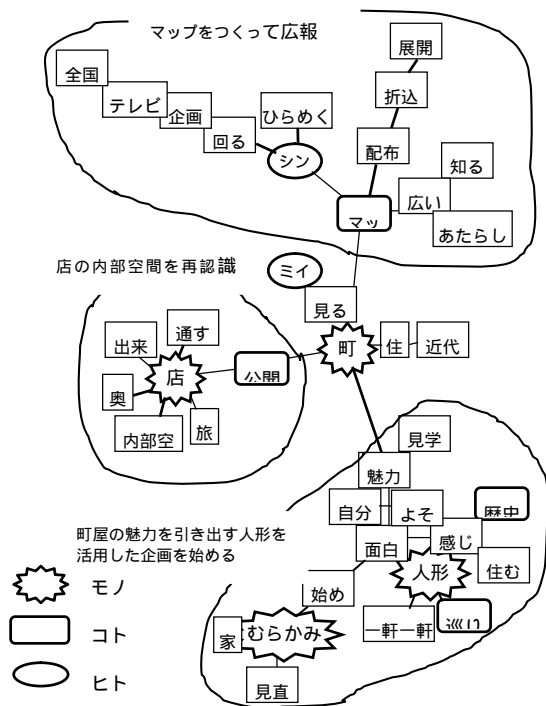 マップをつくって広報
展開
全国
テレビ
折込
企画
ひらめく
回る
配布
シン
知る
広い
マッ
あたらし
店の内部空間を再認識
ミイ
見る
通す
出来
町
住
近代
店
公開
奥
内部空
旅
見学
魅力
自分
よそ
歴史
町屋の魅力を引き出す人形を
活用した企画を始める
面白
感じ
人形
住む
モノ
始め
一軒一軒
巡り
コト
家
むらかみ
ヒト
見直